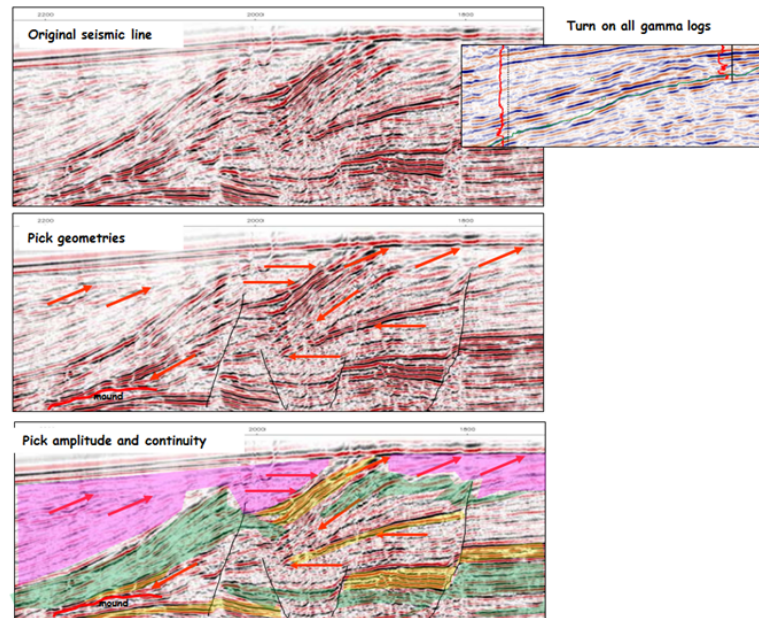 2200
2000
1800
Original seismic line
Turn on all gamma logs
2200
2000
1800
Pick geometries
mound
2000
1800
Pick amplitude and continuity
mound